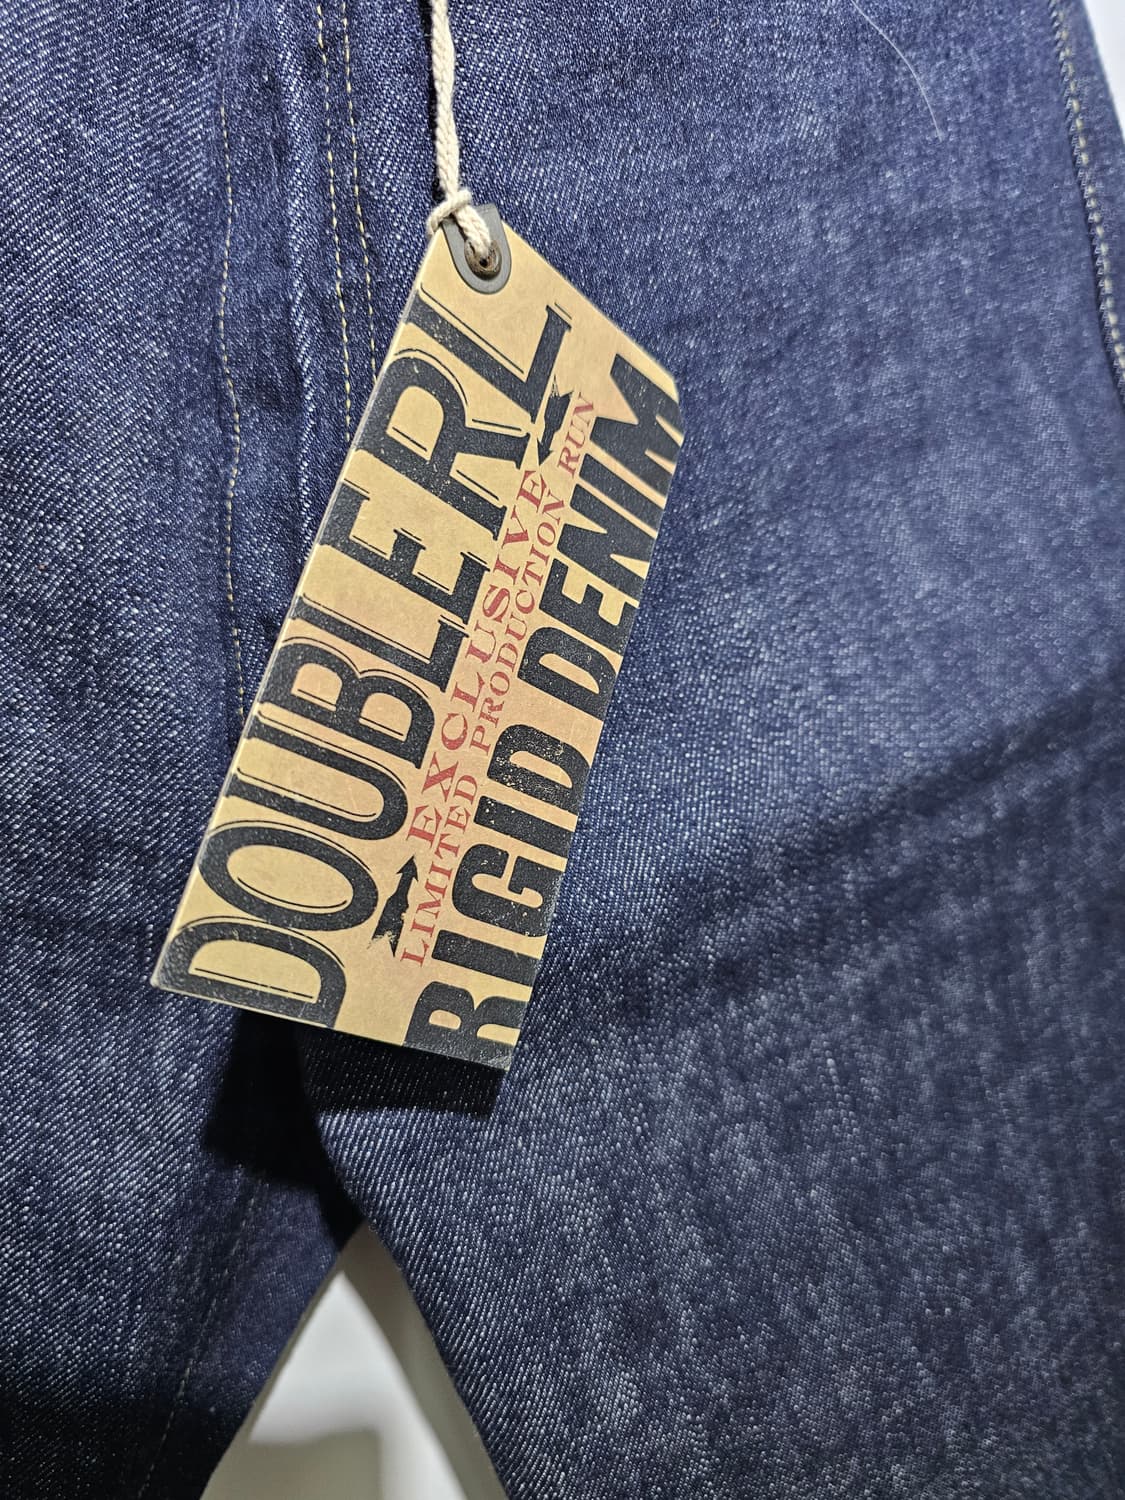 DOUBLE RL
EXCLUSIVE
LIMITED PRODUCTION RUN
RIGID DENIM